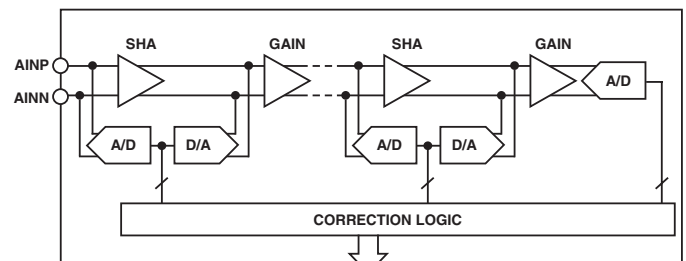 SHA GAIN SHA GAIN
AINP
A/D
AINN
A/D D/A A/D D/A
CORRECTION LOGIC